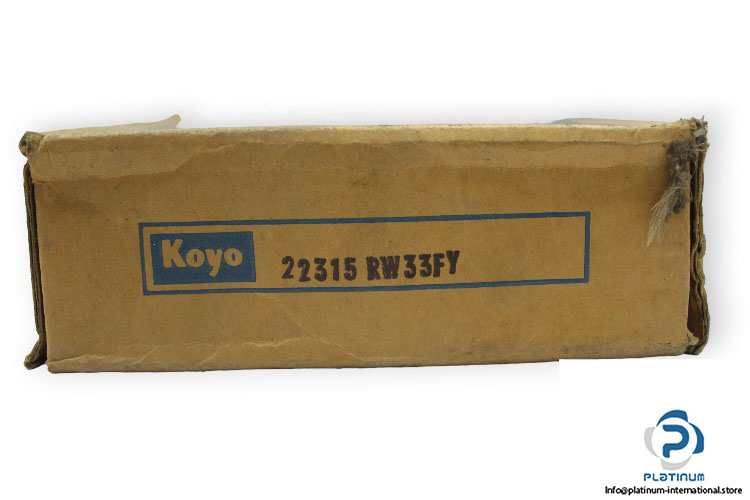 Koyo 22315 RW33FY
PLATINUM
Info@platinum-international.store